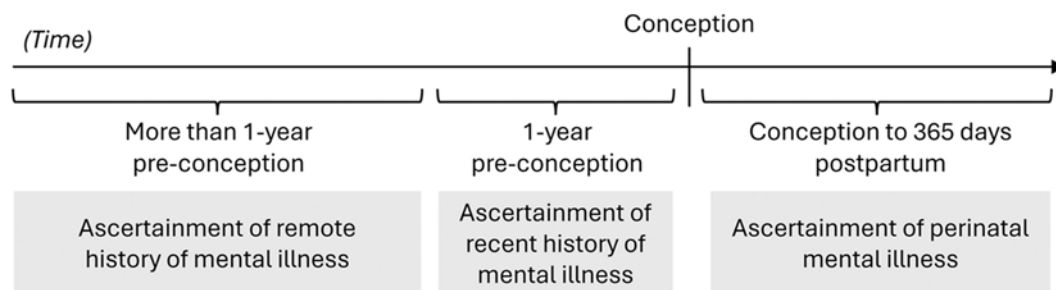 Conception
(Time)
More than 1-year
pre-conception
1-year
pre-conception
Conception to 365 days
postpartum
Ascertainment of remote
history of mental illness
Ascertainment of
recent history of
mental illness
Ascertainment of perinatal
mental illness